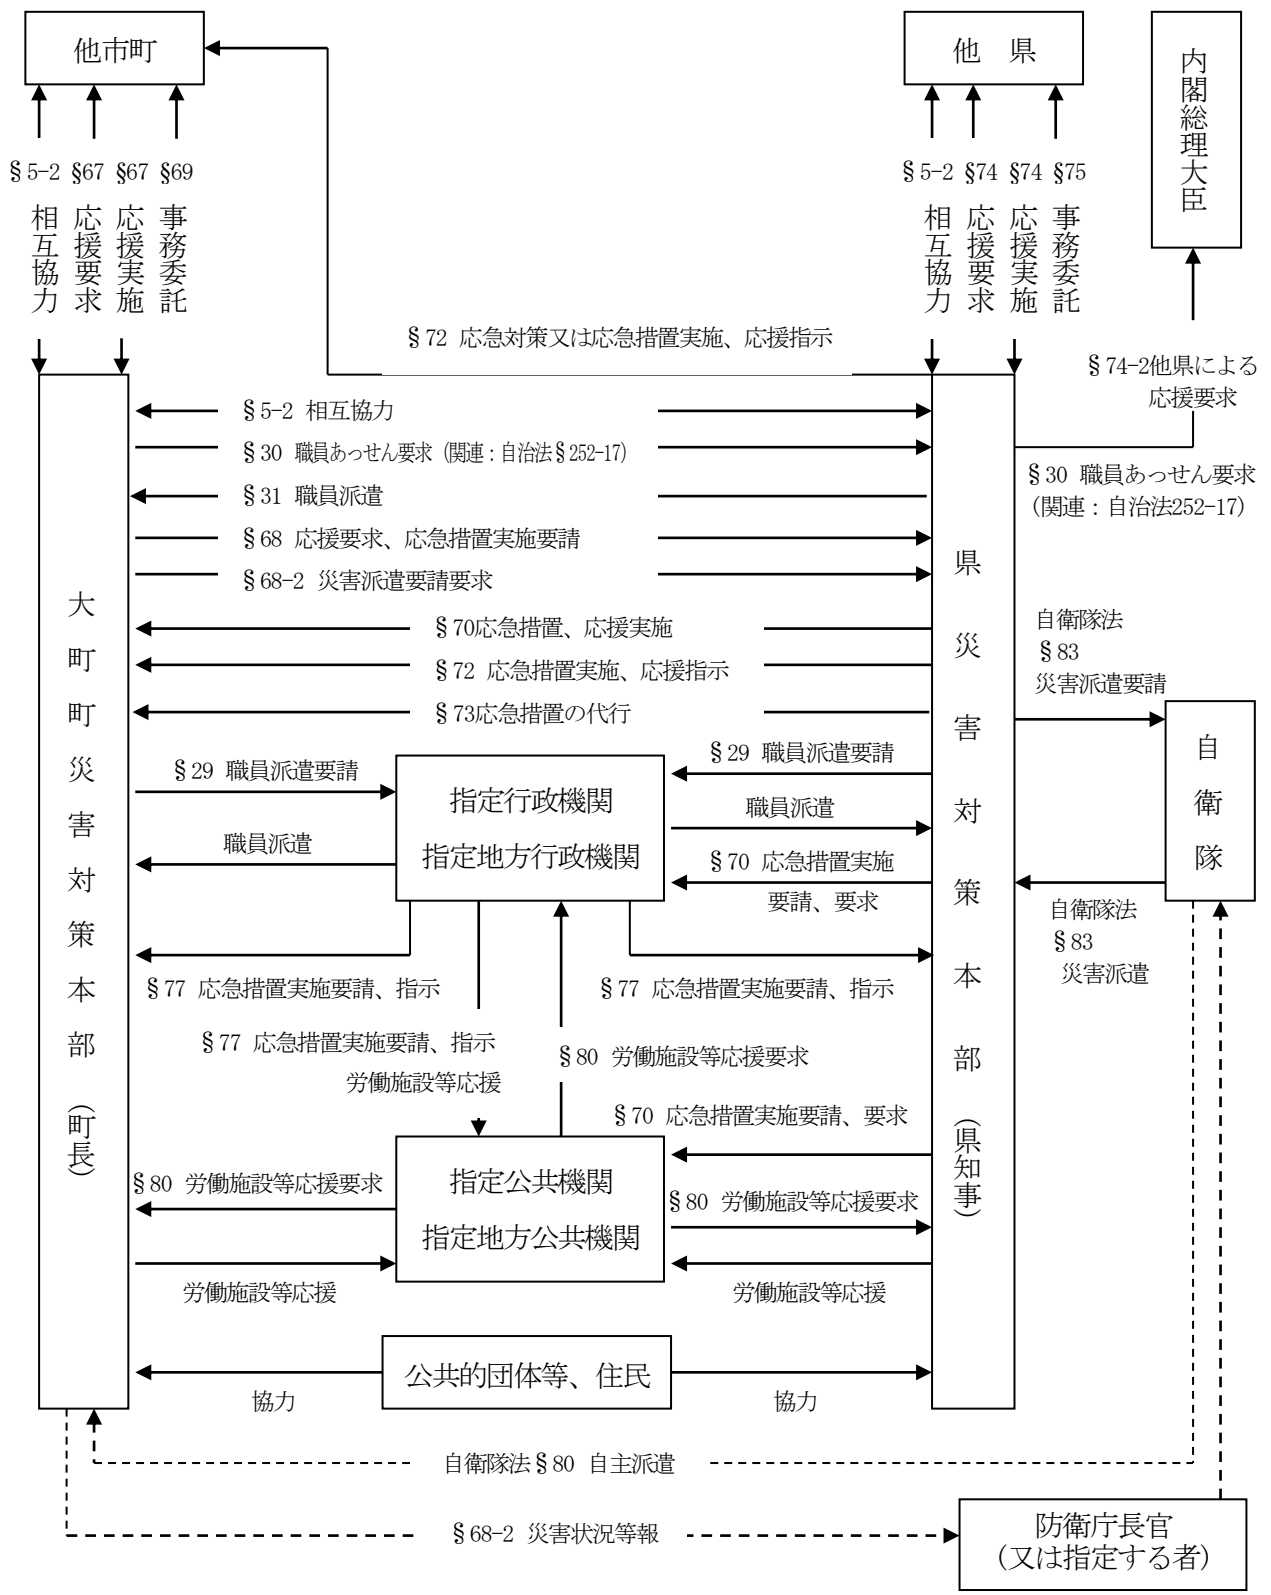 他市町
他　県
内閣総理大臣
§5-2 相互協力
§67 応援要求
§67 応援実施
§69 事務委託
§5-2 相互協力
§74 応援要求
§74 応援実施
§75 事務委託
§72 応急対策又は応急措置実施、応援指示
§74-2他県による
応援要求
§5-2 相互協力
§30 職員あっせん要求（関連：自治法§252-17）
§30 職員あっせん要求
（関連：自治法252-17）
§31 職員派遣
§68 応援要求、応急措置実施要請
§68-2 災害派遣要請要求
§70応急措置、応援実施
§72 応急措置実施、応援指示
§73応急措置の代行
大町町災害対策本部（町長）
県災害対策本部（県知事）
自衛隊法
§83
災害派遣要請
自衛隊
自衛隊法
§83
災害派遣
§29 職員派遣要請
職員派遣
指定行政機関
指定地方行政機関
§29 職員派遣要請
職員派遣
§70 応急措置実施
要請、要求
§77 応急措置実施要請、指示
§77 応急措置実施要請、指示
§77 応急措置実施要請、指示
労働施設等応援
§80 労働施設等応援要求
§70 応急措置実施要請、要求
§80 労働施設等応援要求
指定公共機関
指定地方公共機関
§80 労働施設等応援要求
労働施設等応援
労働施設等応援
公共的団体等、住民
協力
協力
自衛隊法§80 自主派遣
§68-2 災害状況等報
防衛庁長官
（又は指定する者）